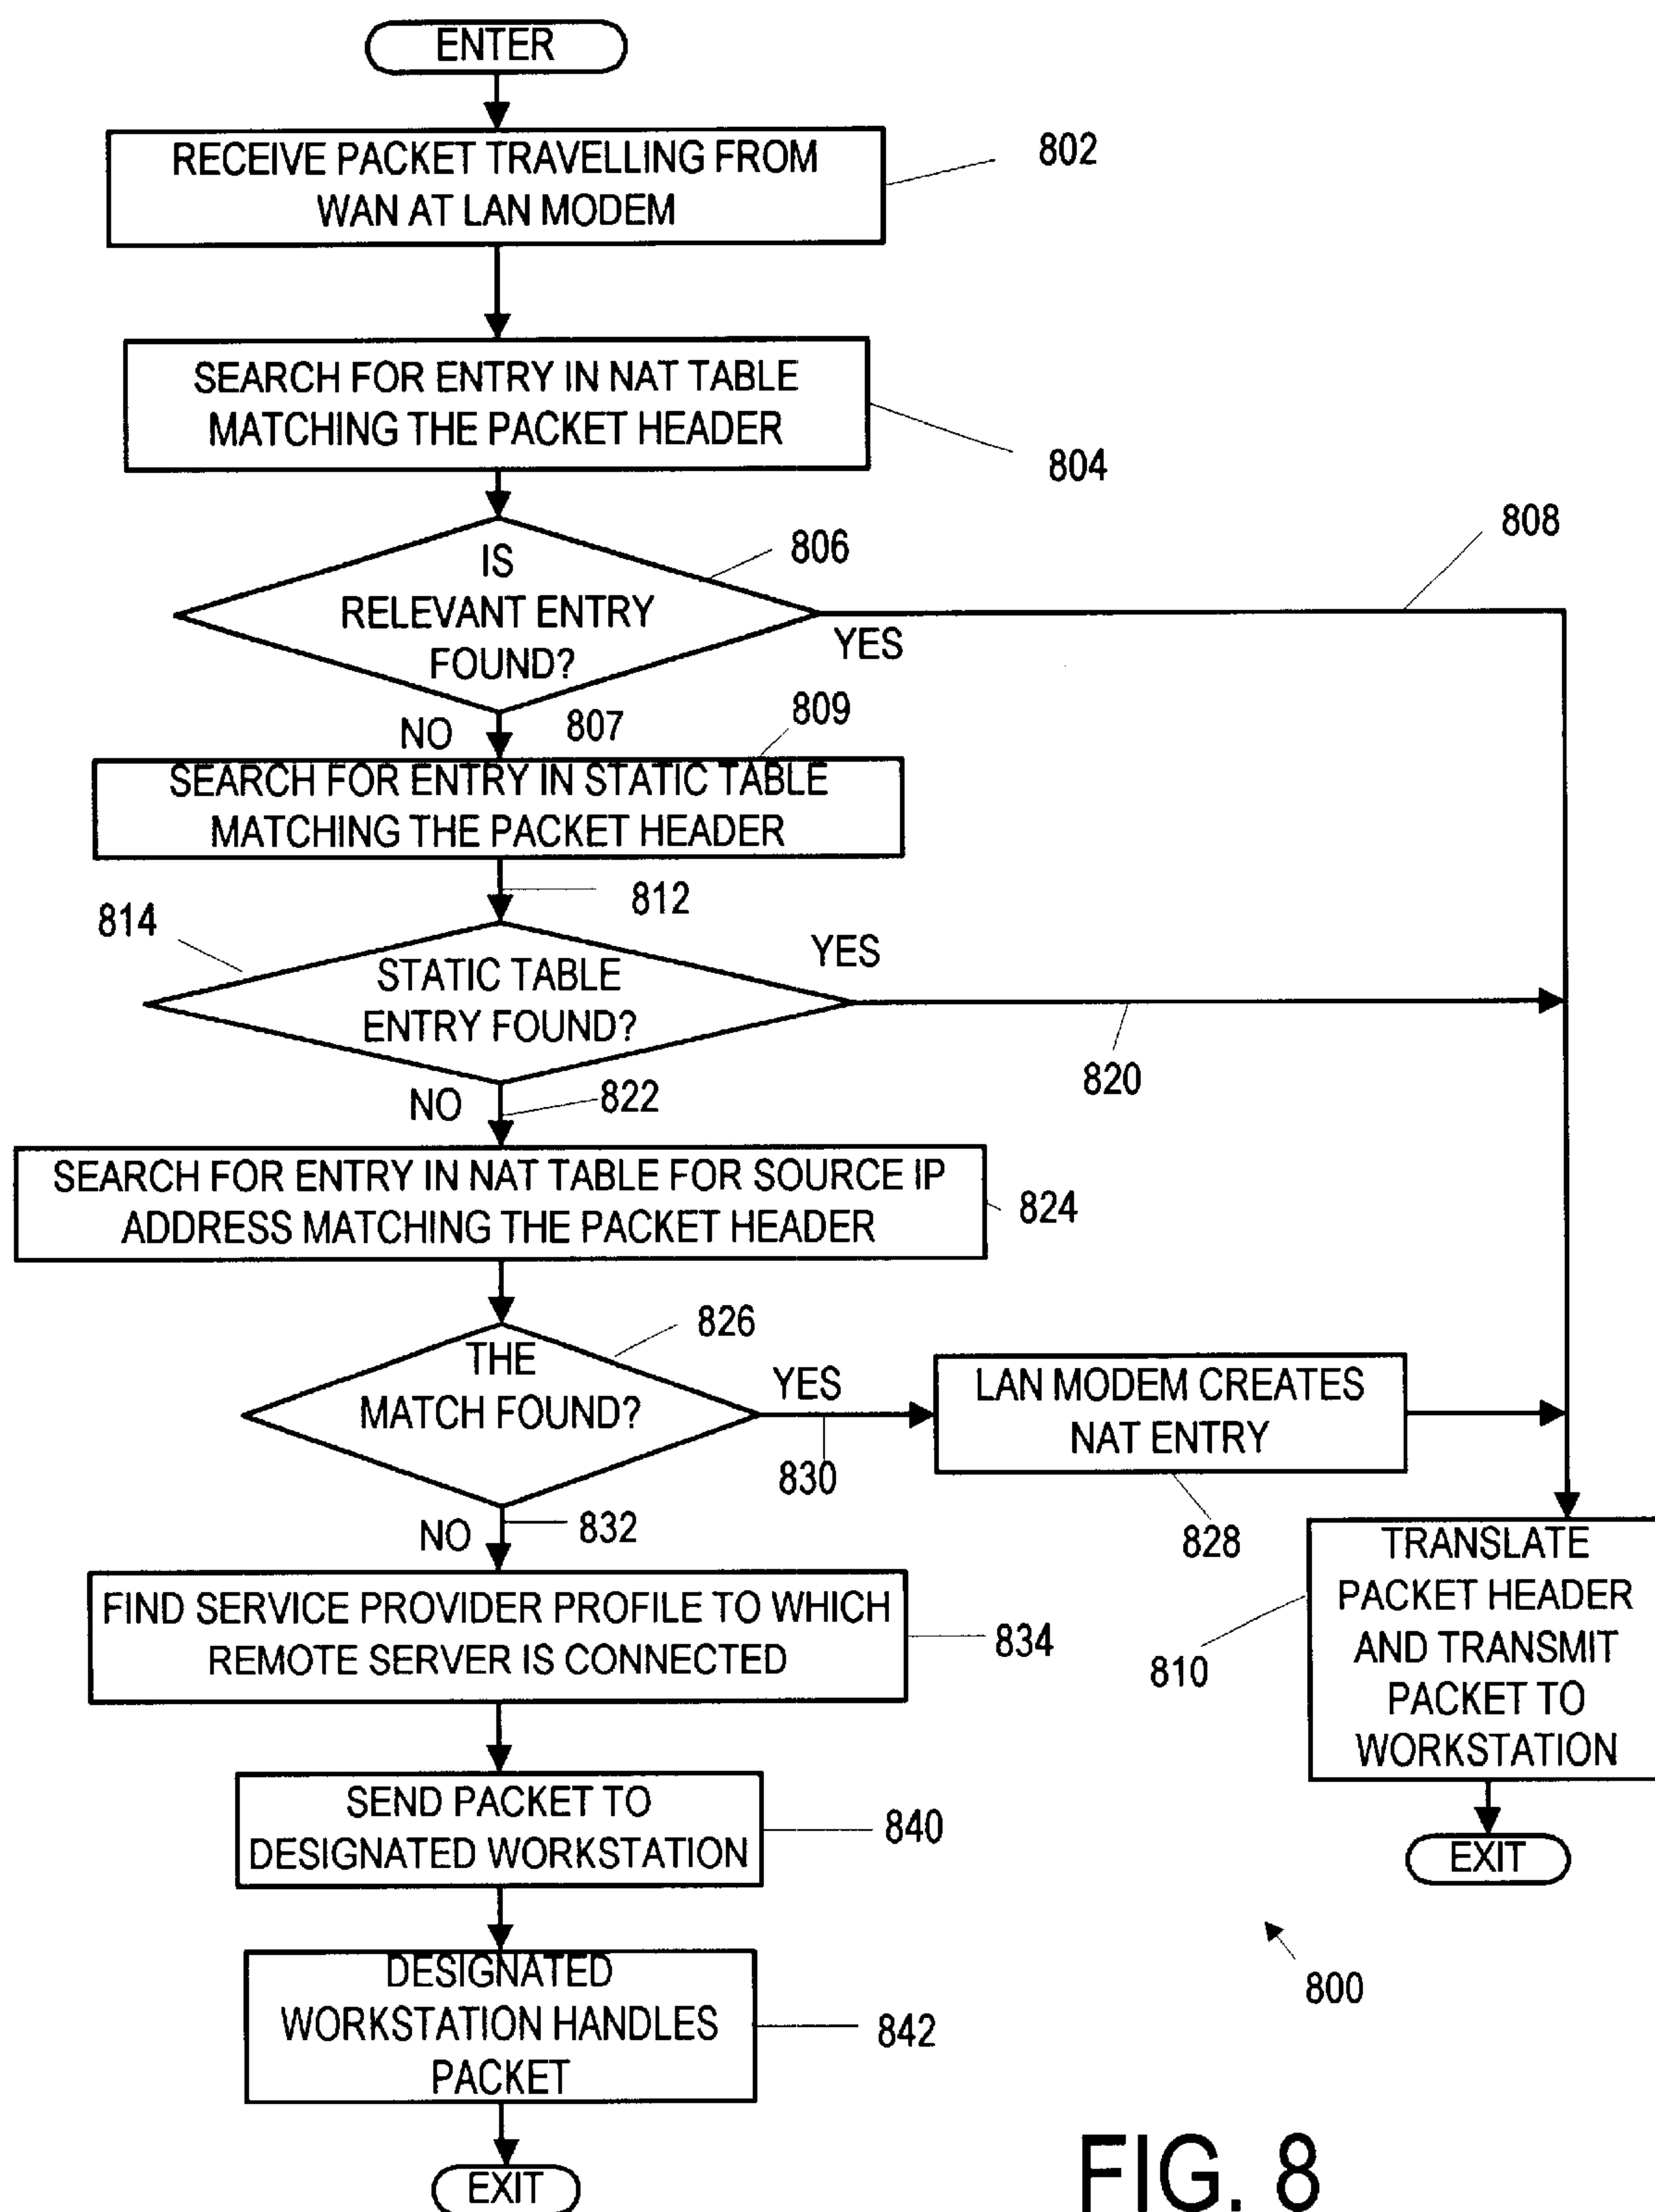 ENTER
RECEIVE PACKET TRAVELLING FROM
WAN AT LAN MODEM
802
SEARCH FOR ENTRY IN NAT TABLE
MATCHING THE PACKET HEADER
804
IS
RELEVANT ENTRY
FOUND?
806
808
YES
NO
807
809
SEARCH FOR ENTRY IN STATIC TABLE
MATCHING THE PACKET HEADER
812
814
STATIC TABLE
ENTRY FOUND?
YES
820
NO
822
SEARCH FOR ENTRY IN NAT TABLE FOR SOURCE IP
ADDRESS MATCHING THE PACKET HEADER
824
THE
MATCH FOUND?
826
YES
830
LAN MODEM CREATES
NAT ENTRY
828
NO
832
FIND SERVICE PROVIDER PROFILE TO WHICH
REMOTE SERVER IS CONNECTED
834
TRANSLATE
PACKET HEADER
AND TRANSMIT
PACKET TO
WORKSTATION
810
EXIT
SEND PACKET TO
DESIGNATED WORKSTATION
840
DESIGNATED
WORKSTATION HANDLES
PACKET
842
800
EXIT
FIG. 8